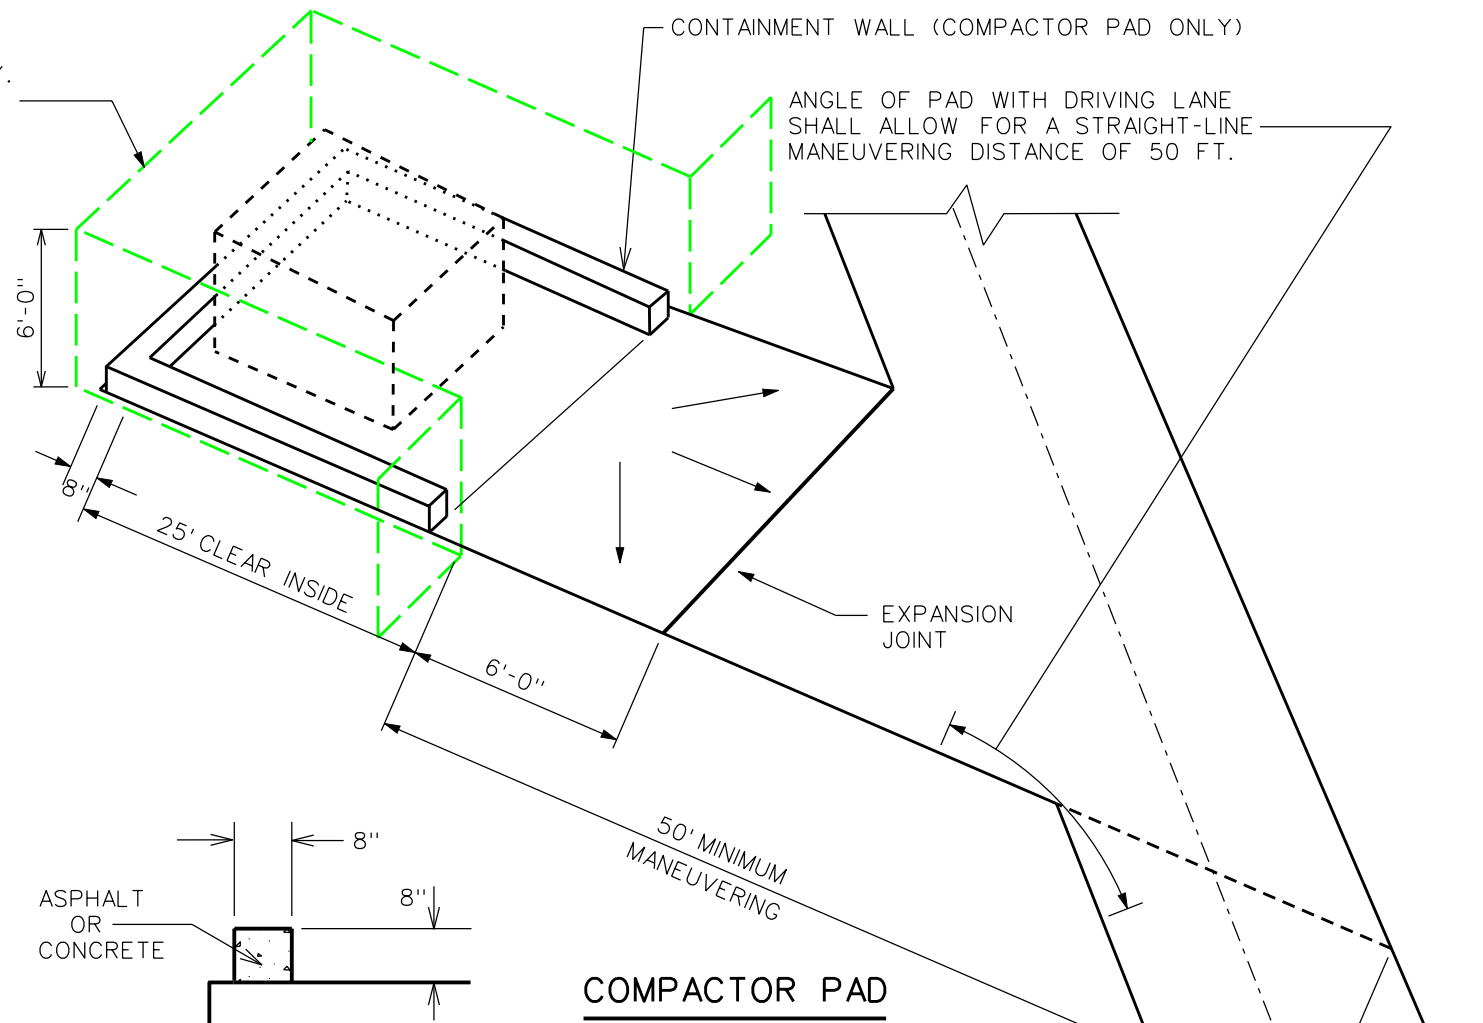 CONTAINMENT WALL (COMPACTOR PAD ONLY)
ANGLE OF PAD WITH DRIVING LANE
SHALL ALLOW FOR A STRAIGHT-LINE
MANEUVERING DISTANCE OF 50 FT.
6'-0"
8"
25' CLEAR INSIDE
EXPANSION
JOINT
6'-0"
50' MINIMUM
MANEUVERING
8"
8"
ASPHALT
OR
CONCRETE
COMPACTOR PAD